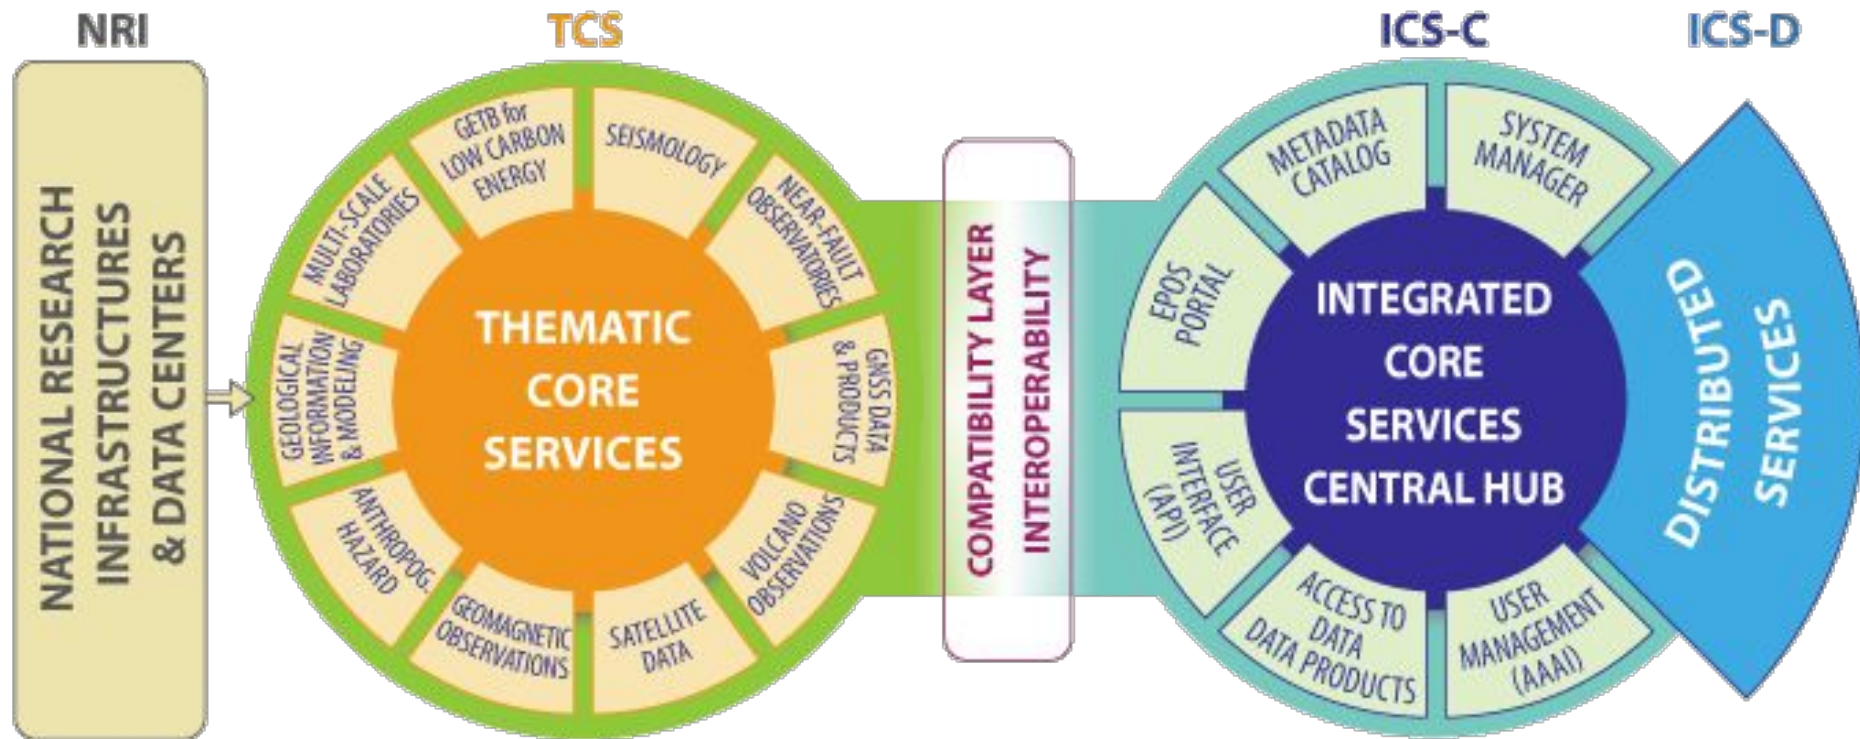 NRI
TCS
ICS-C
ICS-D
NATIONAL RESEARCH
INFRASTRUCTURES
& DATA CENTERS
GETB for
LOW CARBON
ENERGY
SEISMOLOGY
NEAR-FAULT
OBSERVATORIES
GNSS DATA
& PRODUCTS
VOLCANO
OBSERVATIONS
SATELLITE
DATA
GEOMAGNETIC
OBSERVATIONS
ANTHROPOG.
HAZARD
GEOLOGICAL
INFORMATION
& MODELING
MULTI-SCALE
LABORATORIES
THEMATIC
CORE
SERVICES
COMPATIBILITY LAYER
INTEROPERABILITY
METADATA
CATALOG
SYSTEM
MANAGER
EPOS
PORTAL
USER
INTERFACE
(API)
ACCESS TO
DATA
DATA PRODUCTS
USER
MANAGEMENT
(AAAI)
INTEGRATED
CORE
SERVICES
CENTRAL HUB
DISTRIBUTED
SERVICES